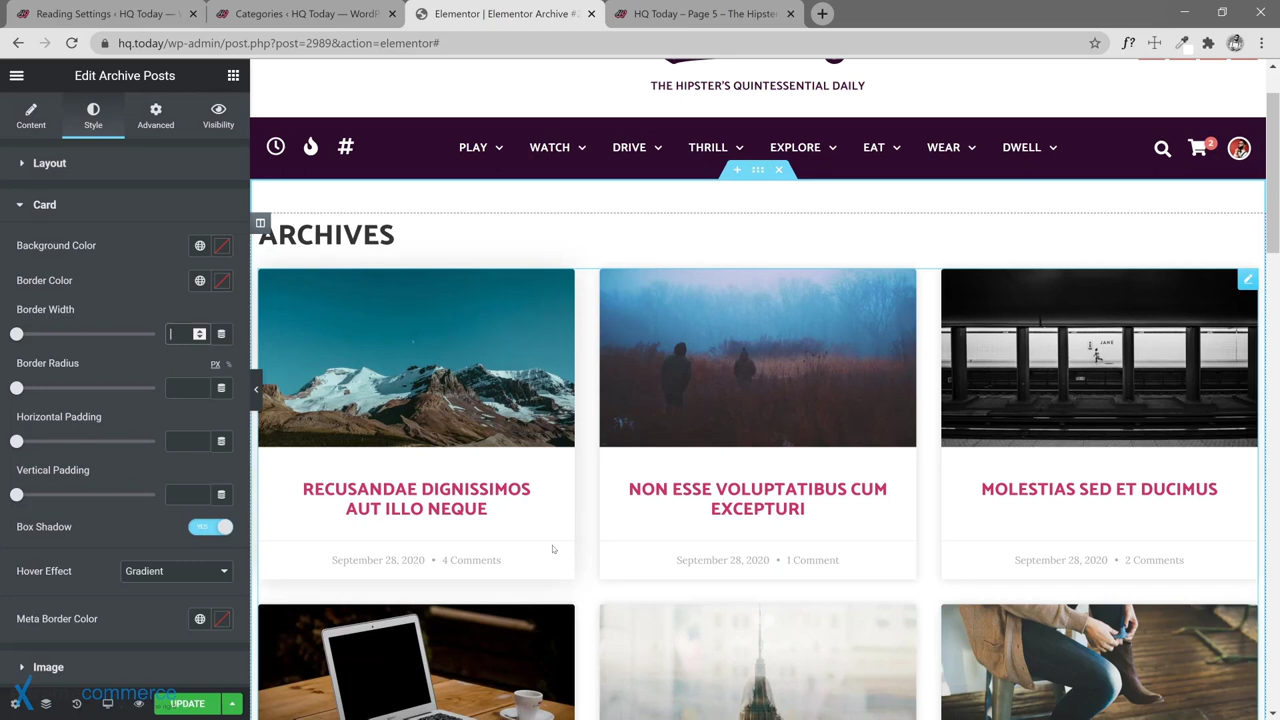 Reading Settings ‹ HQ Today — W
Categories ‹ HQ Today — WordP
Elementor | Elementor Archive #2
HQ Today – Page 5 – The Hipster
hq.today/wp-admin/post.php?post=2989&action=elementor#
f?
Edit Archive Posts
Content
Style
Advanced
Visibility
Layout
Card
Background Color
Border Color
Border Width
Border Radius
PX
%
Horizontal Padding
Vertical Padding
Box Shadow
YES
Hover Effect
Gradient
Meta Border Color
Image
commerce
UPDATE
THE HIPSTER'S QUINTESSENTIAL DAILY
#
PLAY
WATCH
DRIVE
THRILL
EXPLORE
EAT
WEAR
DWELL
2
ARCHIVES
JANE
RECUSANDAE DIGNISSIMOS
AUT ILLO NEQUE
September 28, 2020 • 4 Comments
NON ESSE VOLUPTATIBUS CUM
EXCEPTURI
September 28, 2020 • 1 Comment
MOLESTIAS SED ET DUCIMUS
September 28, 2020 • 2 Comments